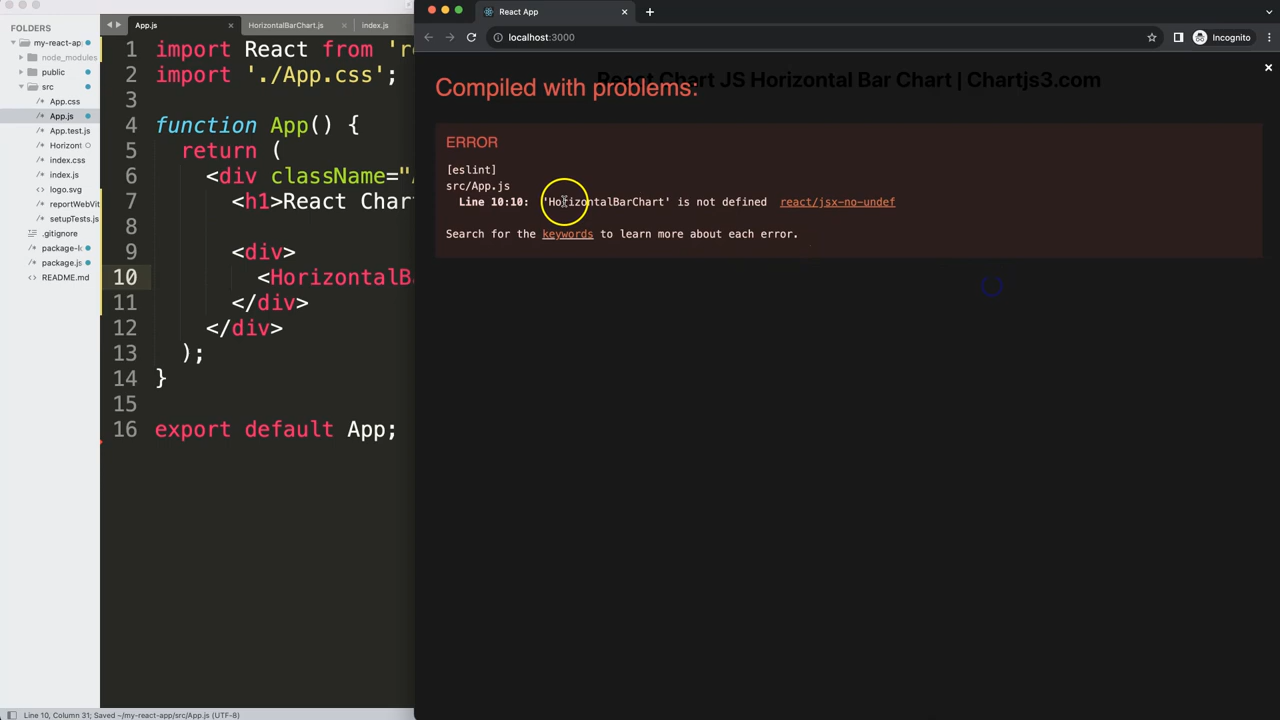 App.js
HorizontalBarChart.js
index.js
FOLDERS
my-react-app
node_modules
public
src
App.css
App.js
App.test.js
Horizont
index.css
index.js
logo.svg
reportWebVit
setupTests.js
.gitignore
package-lo
package.js
README.md
1 import React from 're
2 import './App.css';
3
4 function App() {
5 return (
6 <div className="A
7 <h1>React Chart
8
9 <div>
10 <HorizontalBa
11 </div>
12 </div>
13 );
14 }
15
16 export default App;
Line 10, Column 31; Saved ~/my-react-app/src/App.js (UTF-8)
React App
localhost:3000
Incognito
React Chart JS Horizontal Bar Chart | Chartjs3.com
Compiled with problems:
ERROR
[eslint]
src/App.js
Line 10:10: 'HorizontalBarChart' is not defined react/jsx-no-undef
Search for the keywords to learn more about each error.